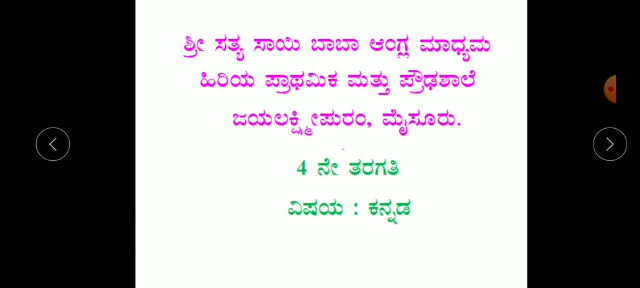 ಶ್ರೀ ಸತ್ಯ ಸಾಯಿ ಬಾಬಾ ಆಂಗ್ಲ ಮಾಧ್ಯಮ
ಹಿರಿಯ ಪ್ರಾಥಮಿಕ ಮತ್ತು ಪ್ರೌಢಶಾಲೆ
ಜಯಲಕ್ಷ್ಮೀಪುರಂ, ಮೈಸೂರು.
4 ನೇ ತರಗತಿ
ವಿಷಯ : ಕನ್ನಡ